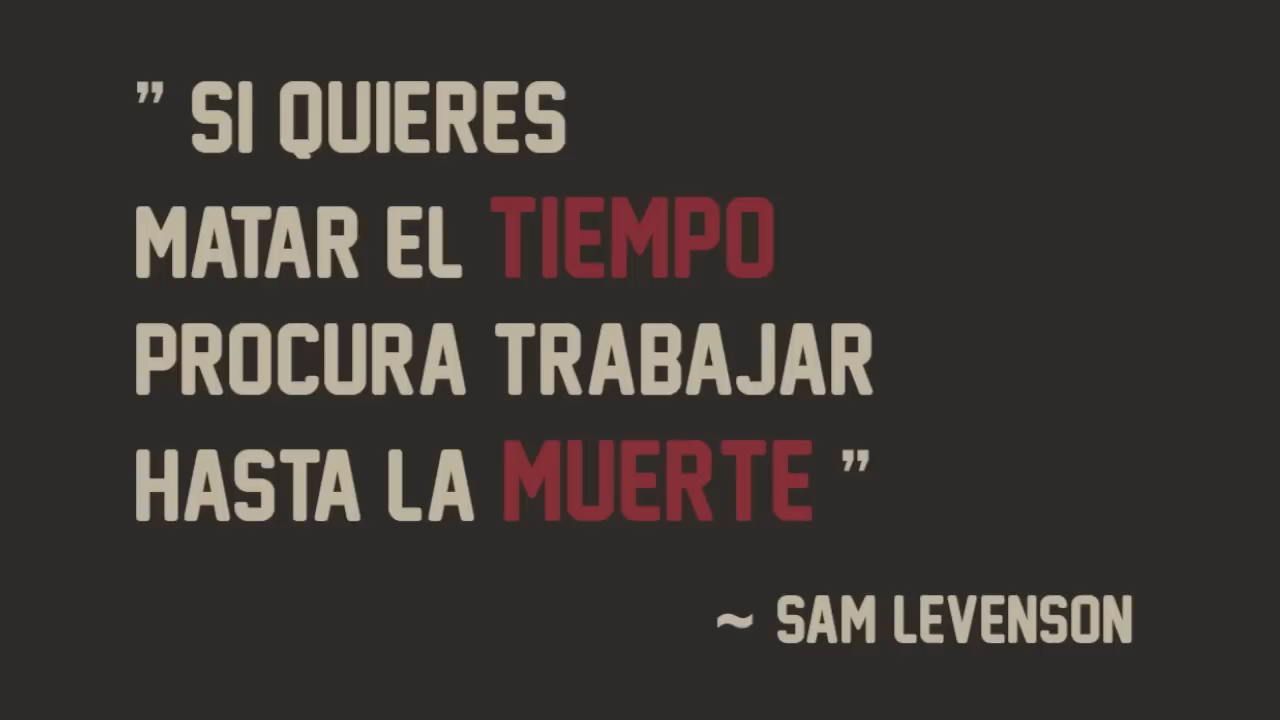 ” SI QUIERES
MATAR EL TIEMPO
PROCURA TRABAJAR
HASTA LA MUERTE ”
~ SAM LEVENSON